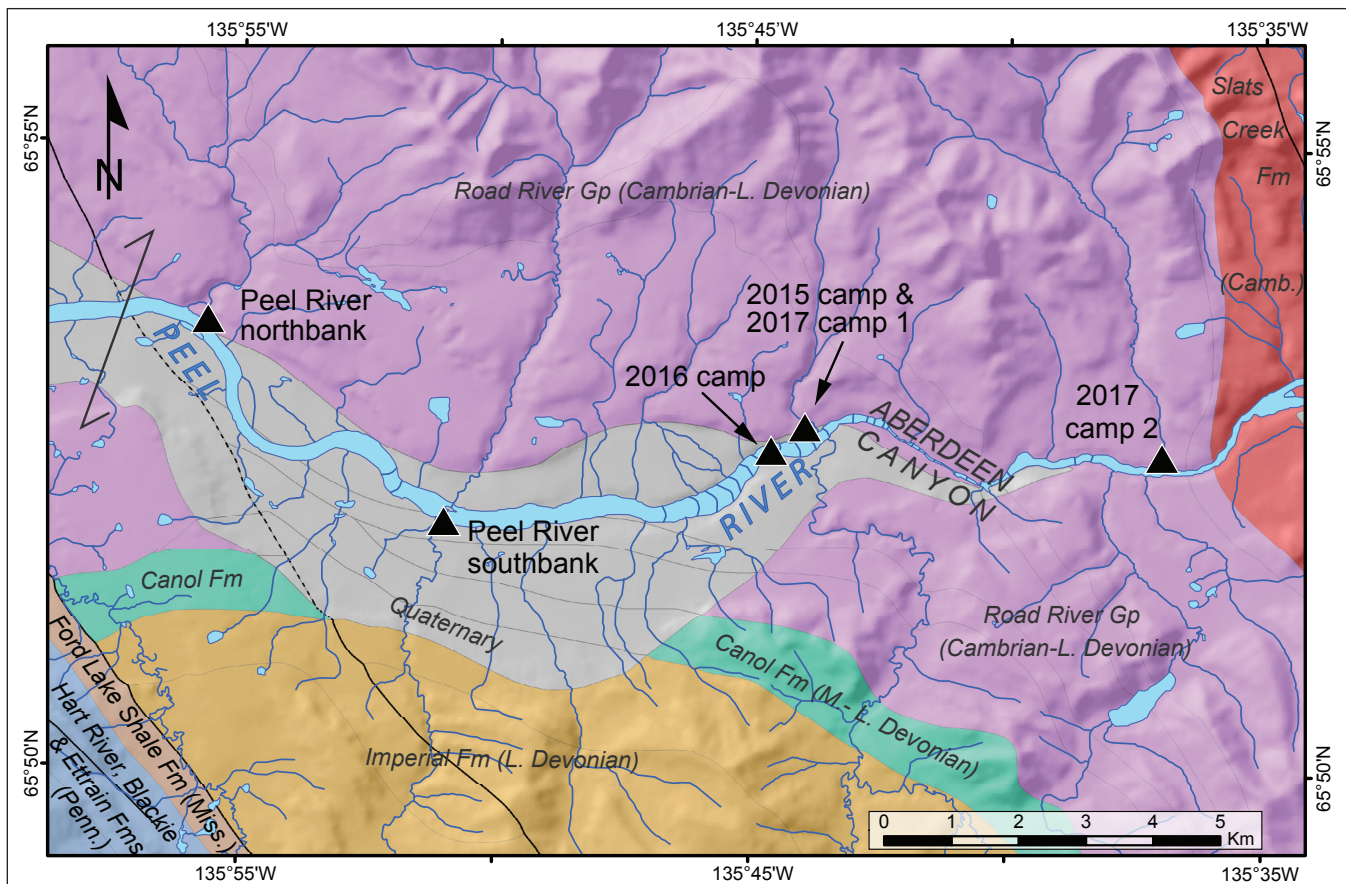 135°55'W
135°45'W
135°35'W
65°55'N
65°55'N
N
Slats
Creek
Fm
(Camb.)
Road River Gp (Cambrian-L. Devonian)
Peel River
northbank
PEEL
2015 camp &
2017 camp 1
2016 camp
2017
camp 2
ABERDEEN
CANYON
RIVER
Peel River
southbank
Canol Fm
Quaternary
Road River Gp
(Cambrian-L. Devonian)
Canol Fm (M.- L. Devonian)
Imperial Fm (L. Devonian)
Ford Lake Shale Fm (Miss.)
Hart River, Blackie
& Ettrain Fms
(Penn.)
65°50'N
65°50'N
0 1 2 3 4 5
Km
135°55'W
135°45'W
135°35'W